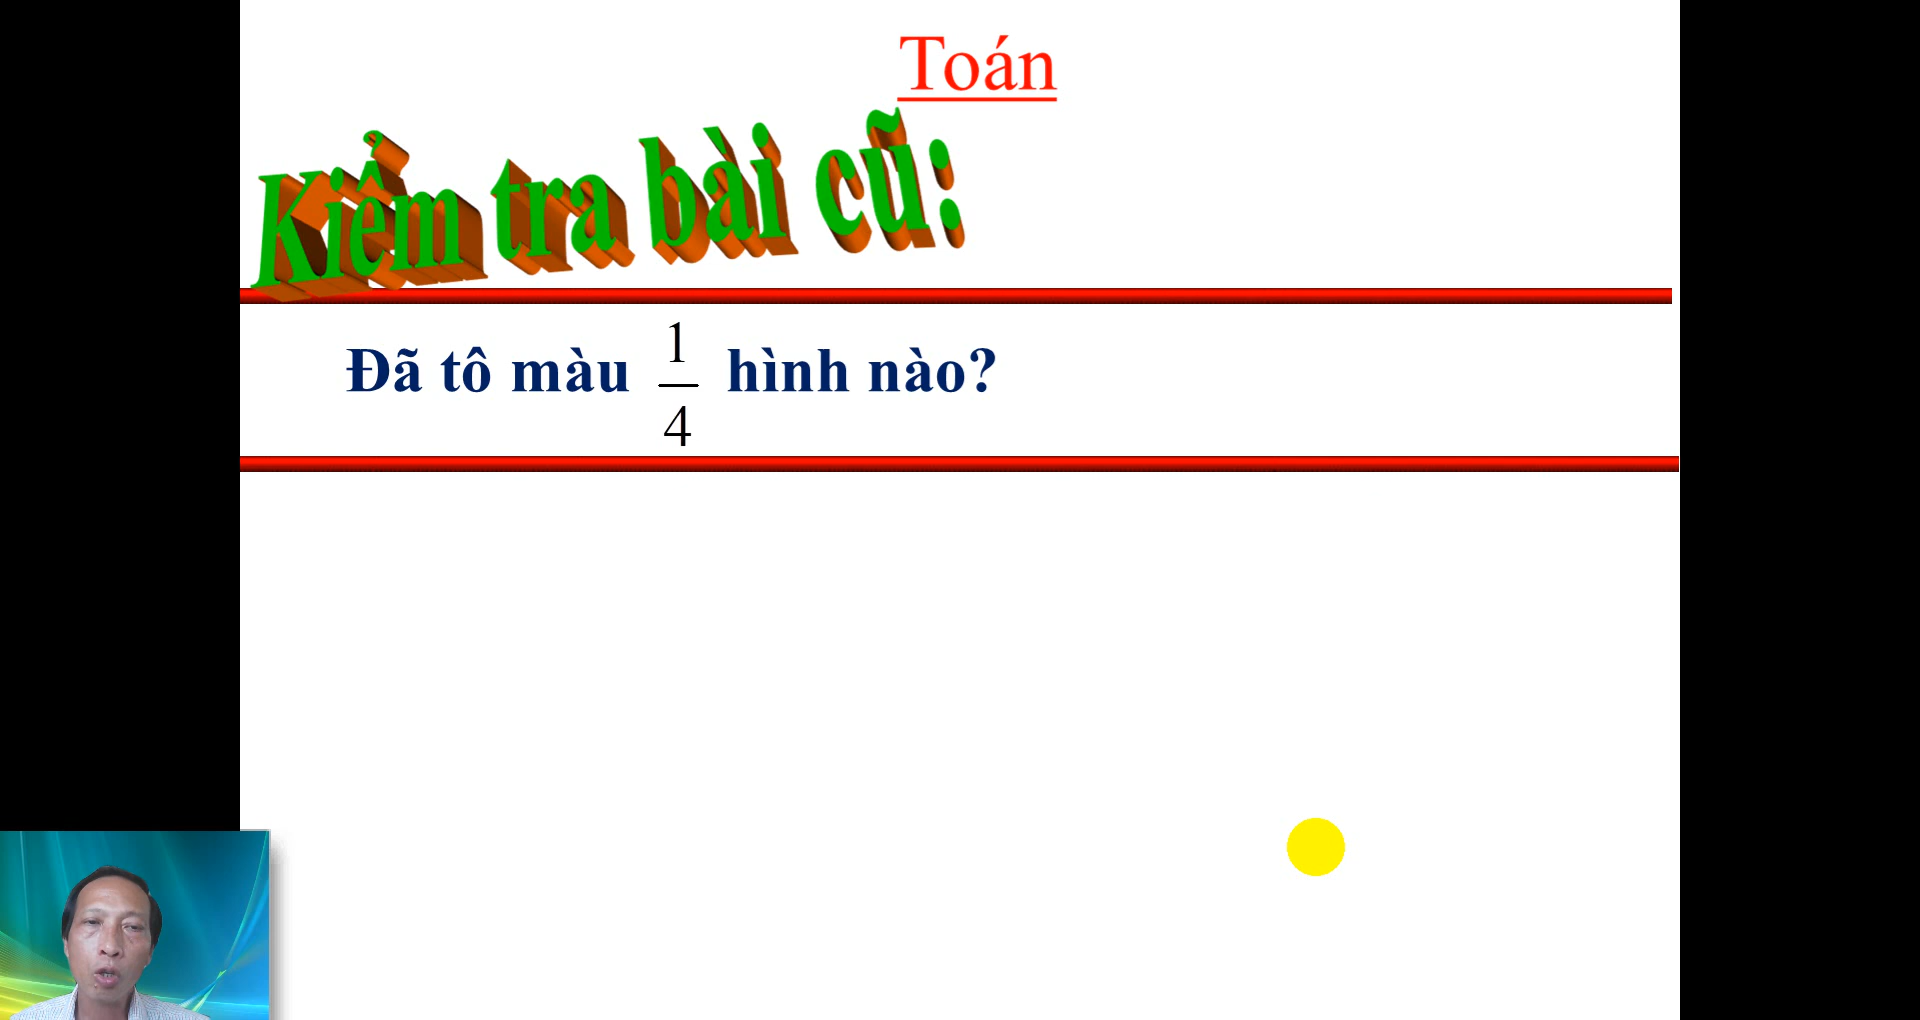 Toán
Kiểm tra bài cũ:
Đã tô màu 1/4 hình nào?